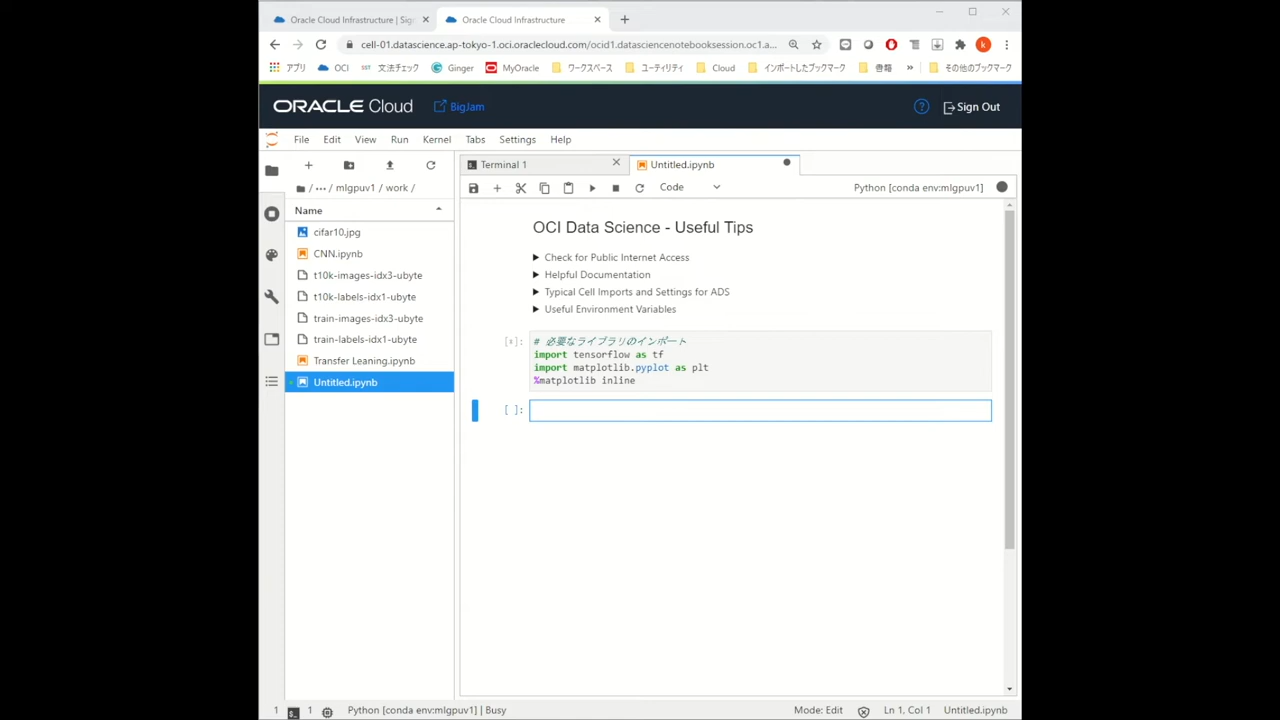 Oracle Cloud Infrastructure | Sig
Oracle Cloud Infrastructure
cell-01.datascience.ap-tokyo-1.oci.oraclecloud.com/ocid1.datasciencenotebooksession.oc1.a...
k
アプリ
OCI
SST
文法チェック
Ginger
MyOracle
ワークスペース
ユーティリティ
Cloud
インポートしたブックマーク
書籍
»
その他のブックマーク
ORACLE Cloud
BigJam
Sign Out
File Edit View Run Kernel Tabs Settings Help
Terminal 1
Untitled.ipynb
/ ··· / mlgpuv1 / work /
Code
Python [conda env:mlgpuv1]
Name
cifar10.jpg
CNN.ipynb
t10k-images-idx3-ubyte
t10k-labels-idx1-ubyte
train-images-idx3-ubyte
train-labels-idx1-ubyte
Transfer Leaning.ipynb
Untitled.ipynb
OCI Data Science - Useful Tips
Check for Public Internet Access
Helpful Documentation
Typical Cell Imports and Settings for ADS
Useful Environment Variables
[*]:
# 必要なライブラリのインポート
import tensorflow as tf
import matplotlib.pyplot as plt
%matplotlib inline
[ ]:
1
1
Python [conda env:mlgpuv1] | Busy
Mode: Edit
Ln 1, Col 1
Untitled.ipynb